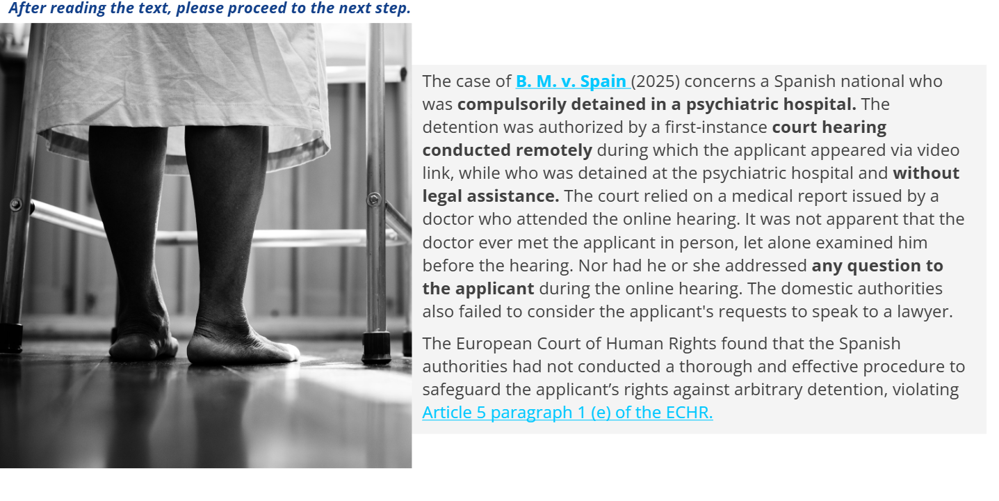 After reading the text, please proceed to the next step.
The case of B. M. v. Spain (2025) concerns a Spanish national who
was compulsorily detained in a psychiatric hospital. The
detention was authorized by a first-instance court hearing
conducted remotely during which the applicant appeared via video
link, while who was detained at the psychiatric hospital and without
legal assistance. The court relied on a medical report issued by a
doctor who attended the online hearing. It was not apparent that the
doctor ever met the applicant in person, let alone examined him
before the hearing. Nor had he or she addressed any question to
the applicant during the online hearing. The domestic authorities
also failed to consider the applicant's requests to speak to a lawyer.
The European Court of Human Rights found that the Spanish
authorities had not conducted a thorough and effective procedure to
safeguard the applicant’s rights against arbitrary detention, violating
Article 5 paragraph 1 (e) of the ECHR.